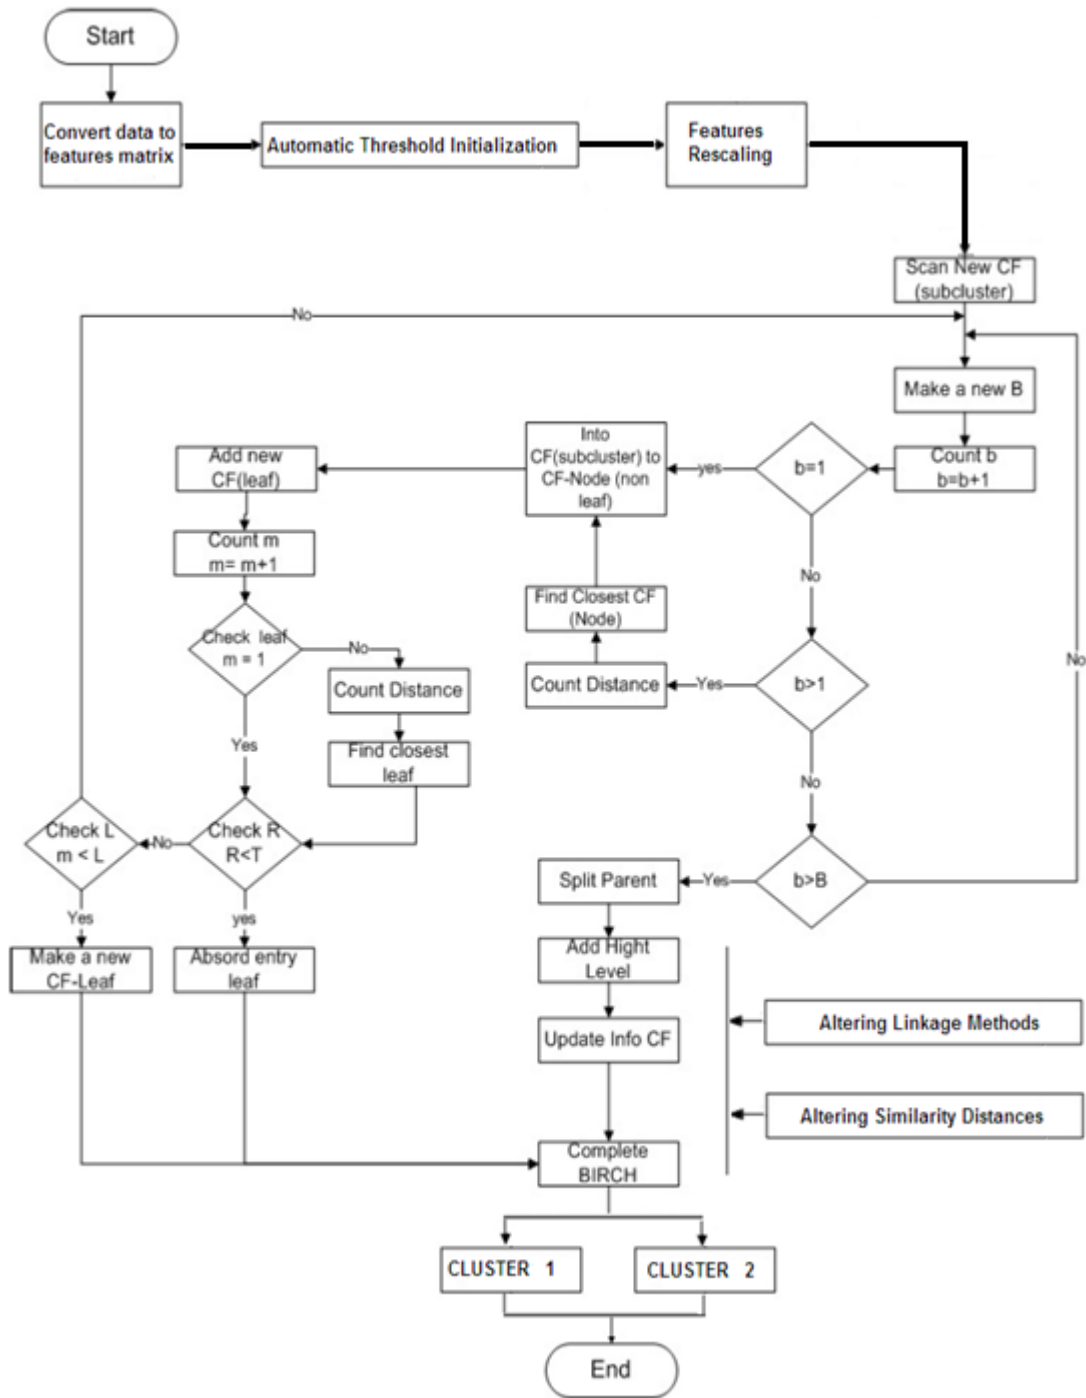 Start
Convert data to
features matrix
Automatic Threshold Initialization
Features
Rescaling
Scan New CF
(subcluster)
No
Make a new B
Into
CF(subcluster) to
CF-Node (non
leaf)
Add new
CF(leaf)
yes
b=1
Count b
b=b+1
Count m
m= m+1
No
Find Closest CF
(Node)
Check leaf
m = 1
No
Count Distance
Count Distance
Yes
b>1
No
Yes
Find closest
leaf
No
Check L
m < L
No
Check R
R<T
Split Parent
Yes
b>B
Yes
yes
Make a new
CF-Leaf
Absord entry
leaf
Add Hight
Level
Altering Linkage Methods
Update Info CF
Altering Similarity Distances
Complete
BIRCH
CLUSTER 1
CLUSTER 2
End